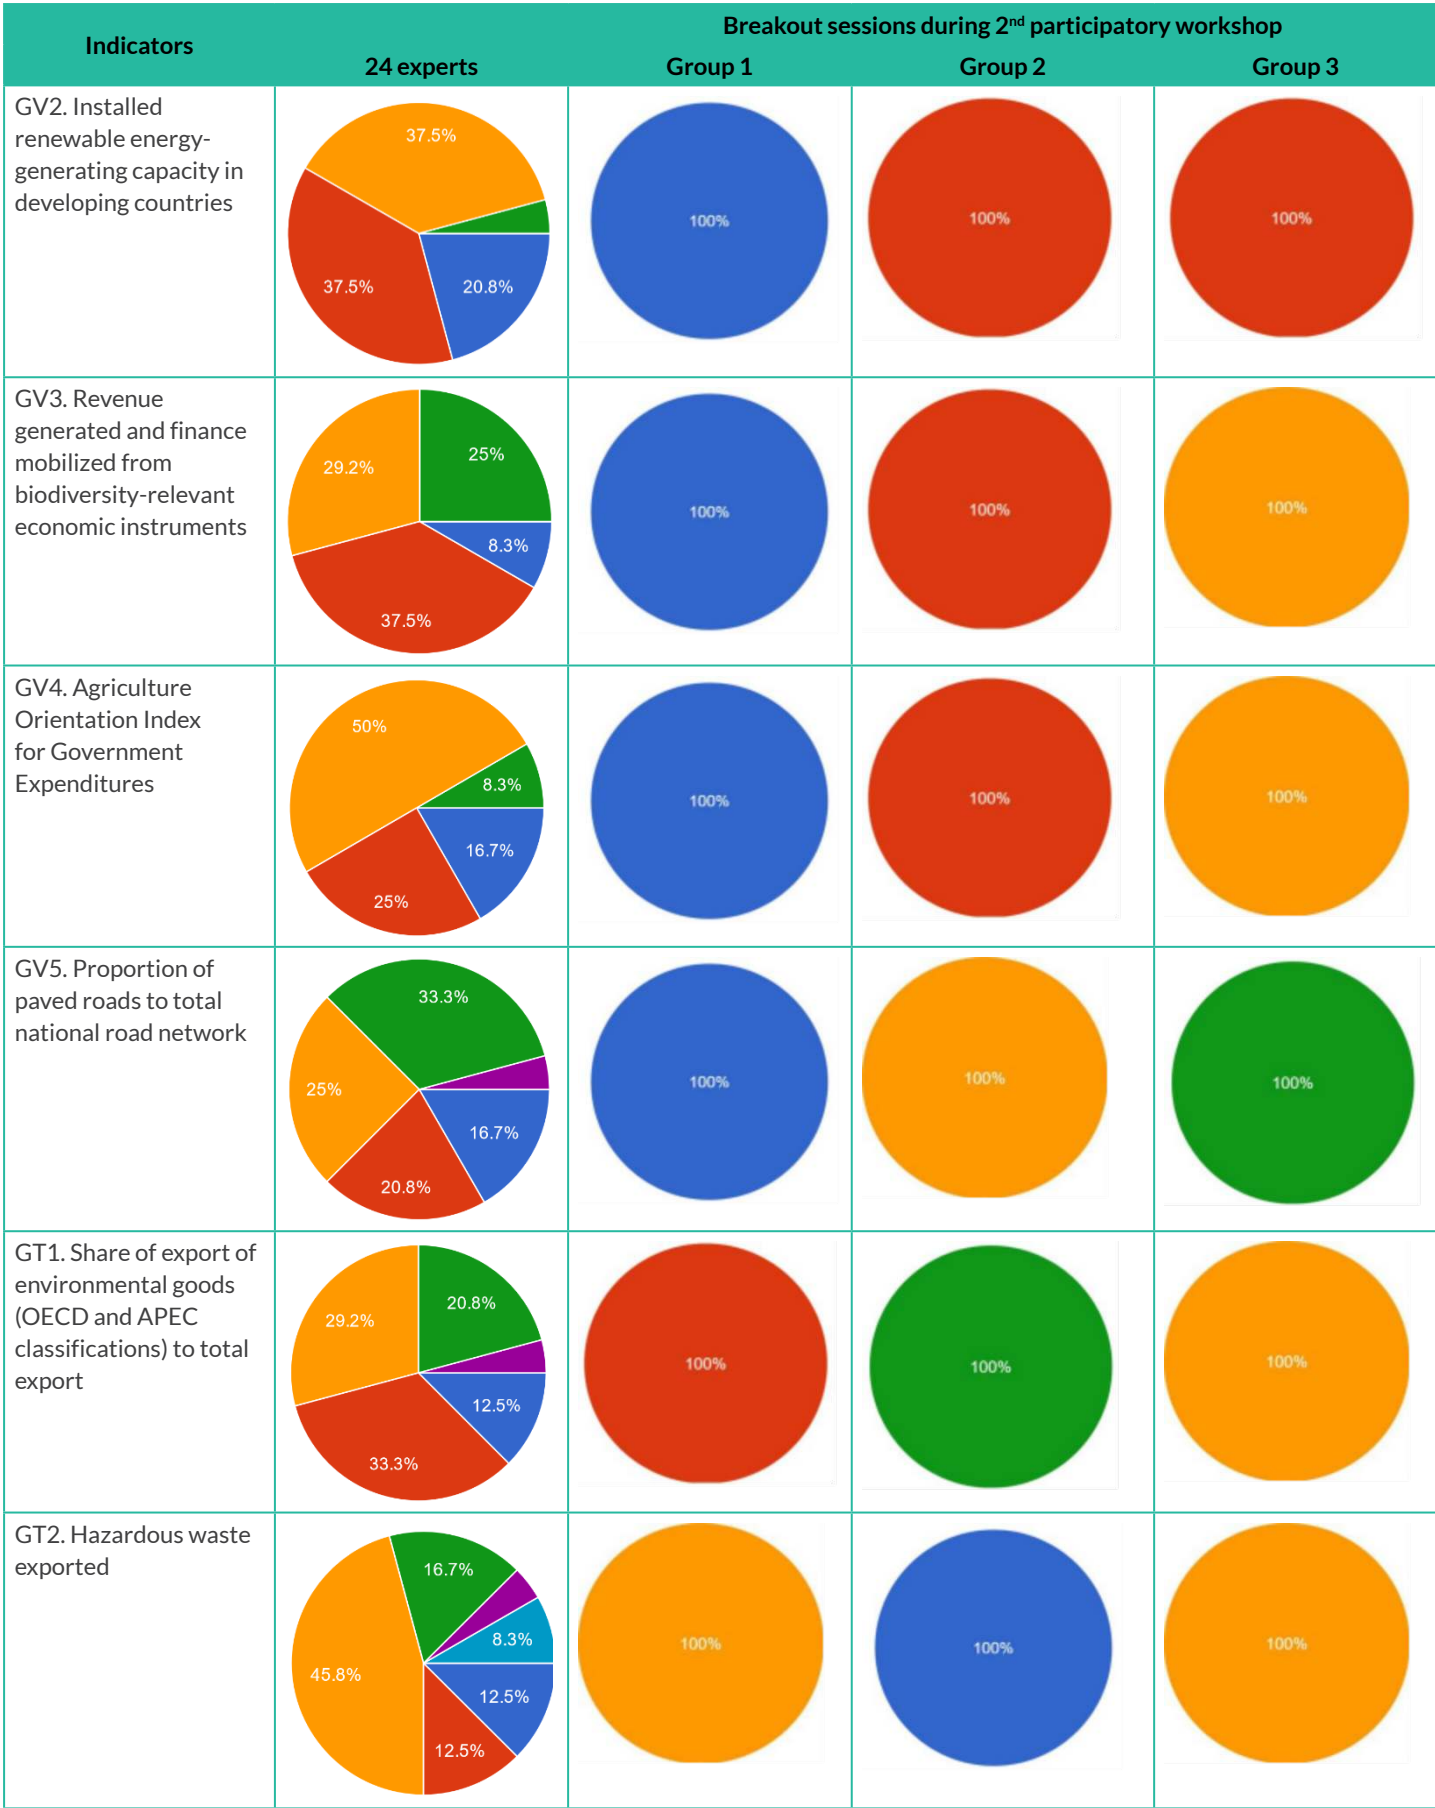 Indicators
Breakout sessions during 2nd participatory workshop
24 experts
Group 1
Group 2
Group 3
GV2. Installed
renewable energy-
generating capacity in
developing countries
37.5%
37.5%
20.8%
100%
100%
100%
GV3. Revenue
generated and finance
mobilized from
biodiversity-relevant
economic instruments
25%
29.2%
8.3%
37.5%
100%
100%
100%
GV4. Agriculture
Orientation Index
for Government
Expenditures
50%
8.3%
16.7%
25%
100%
100%
100%
GV5. Proportion of
paved roads to total
national road network
33.3%
25%
16.7%
20.8%
100%
100%
100%
GT1. Share of export of
environmental goods
(OECD and APEC
classifications) to total
export
20.8%
29.2%
12.5%
33.3%
100%
100%
100%
GT2. Hazardous waste
exported
16.7%
8.3%
45.8%
12.5%
12.5%
100%
100%
100%